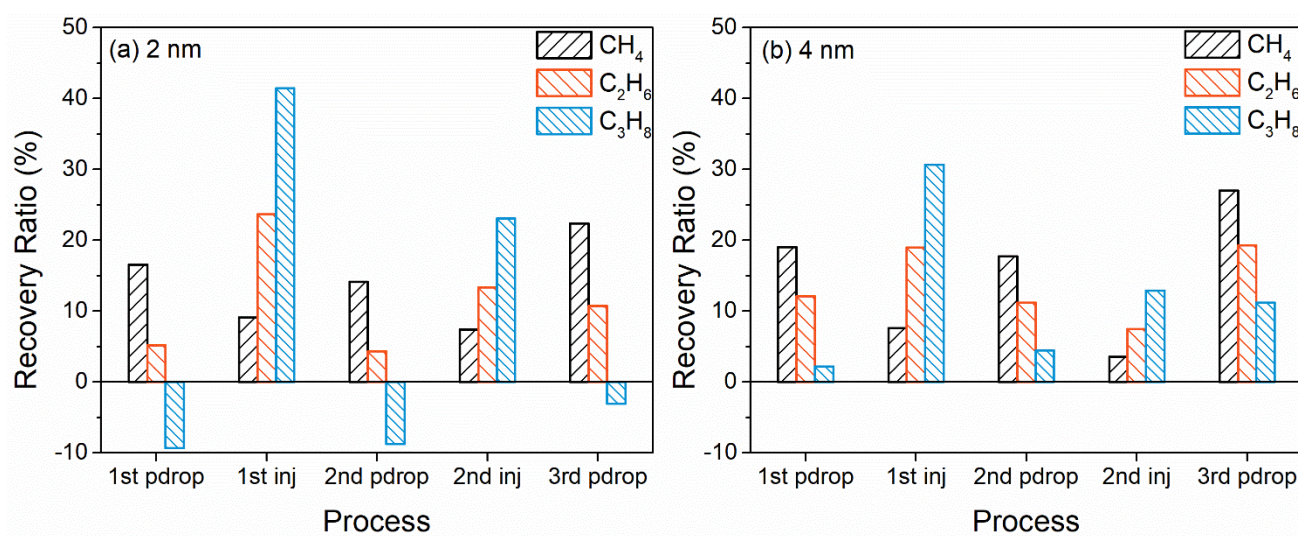 (a) 2 nm
CH₄
C₂H₆
C₃H₈
50
40
30
20
10
0
-10
Recovery Ratio (%)
1st pdrop 1st inj 2nd pdrop 2nd inj 3rd pdrop
Process
(b) 4 nm
CH₄
C₂H₆
C₃H₈
50
40
30
20
10
0
-10
Recovery Ratio (%)
1st pdrop 1st inj 2nd pdrop 2nd inj 3rd pdrop
Process